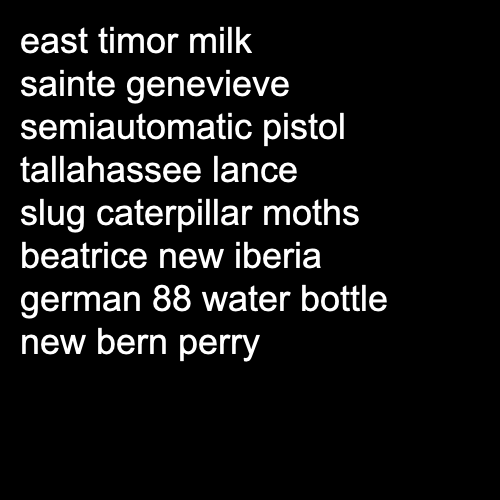 east timor milk
sainte genevieve
semiautomatic pistol
tallahassee lance
slug caterpillar moths
beatrice new iberia
german 88 water bottle
new bern perry